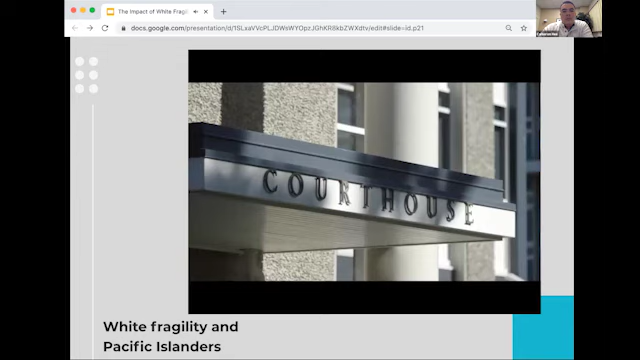 The Impact of White Fragili
docs.google.com/presentation/d/1SLxaVVcPLJDWsWYOpzJGhKR8kbZWXdtv/edit#slide=id.p21
COURTHOUSE
White fragility and
Pacific Islanders